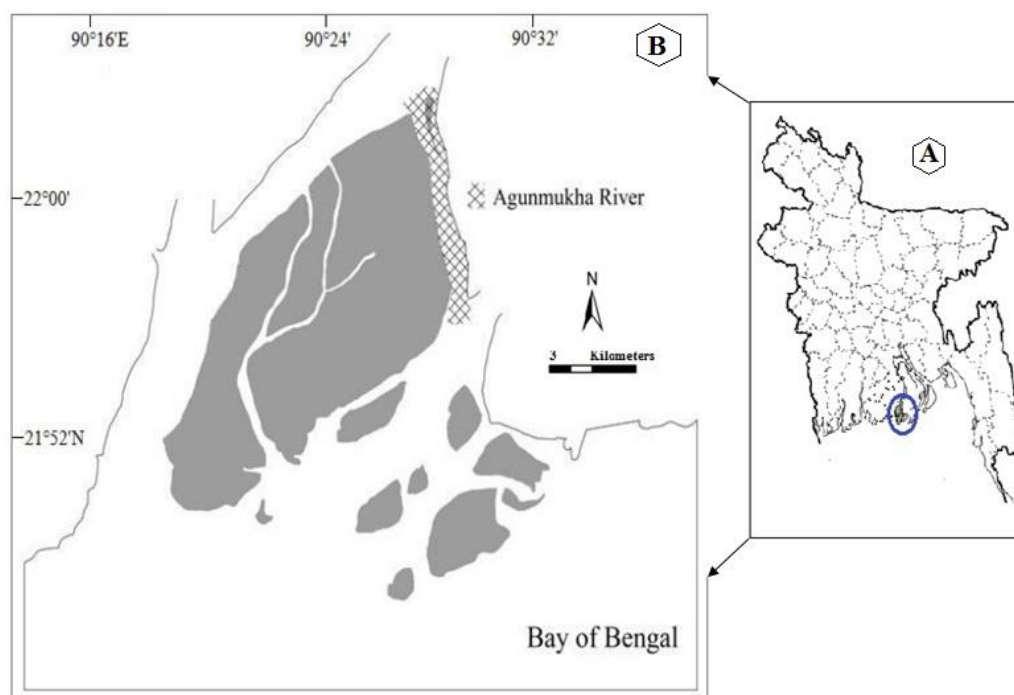 90°16'E 90°24' 90°32'
B
A
22°00'
Agunmukha River
N
3 Kilometers
21°52'N
Bay of Bengal